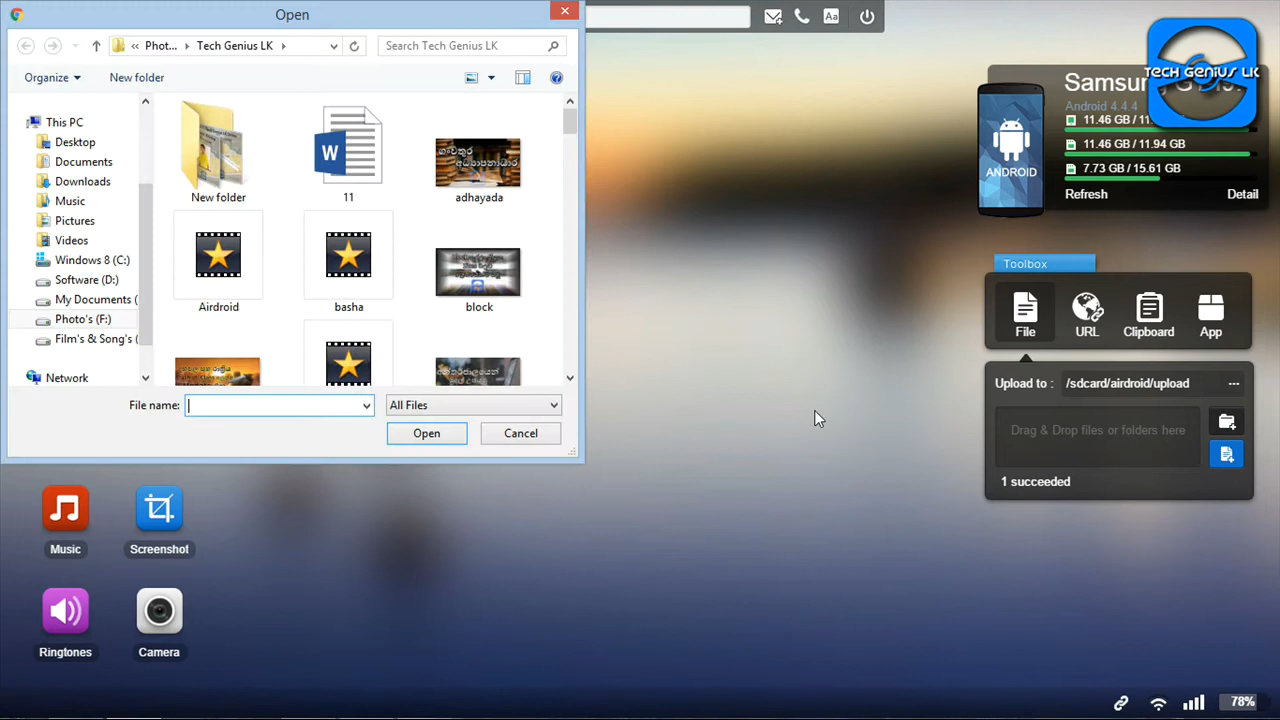 Open
« Phot... ▸ Tech Genius LK ▸
Search Tech Genius LK
Organize
New folder
This PC
Desktop
Documents
Downloads
Music
Pictures
Videos
Windows 8 (C:)
Software (D:)
My Documents (
Photo's (F:)
Film's & Song's (
Network
New folder
11
ගංවතුර
අධ්‍යාපනාධාර
adhayada
Airdroid
basha
block
File name:
All Files
Open
Cancel
Aa
TECH GENIUS LK
Android 4.4.4
11.46 GB / 11.94 GB
7.73 GB / 15.61 GB
ANDROID
Refresh
Detail
Toolbox
File
URL
Clipboard
App
Upload to :
/sdcard/airdroid/upload
...
Drag & Drop files or folders here
1 succeeded
Music
Screenshot
Ringtones
Camera
78%